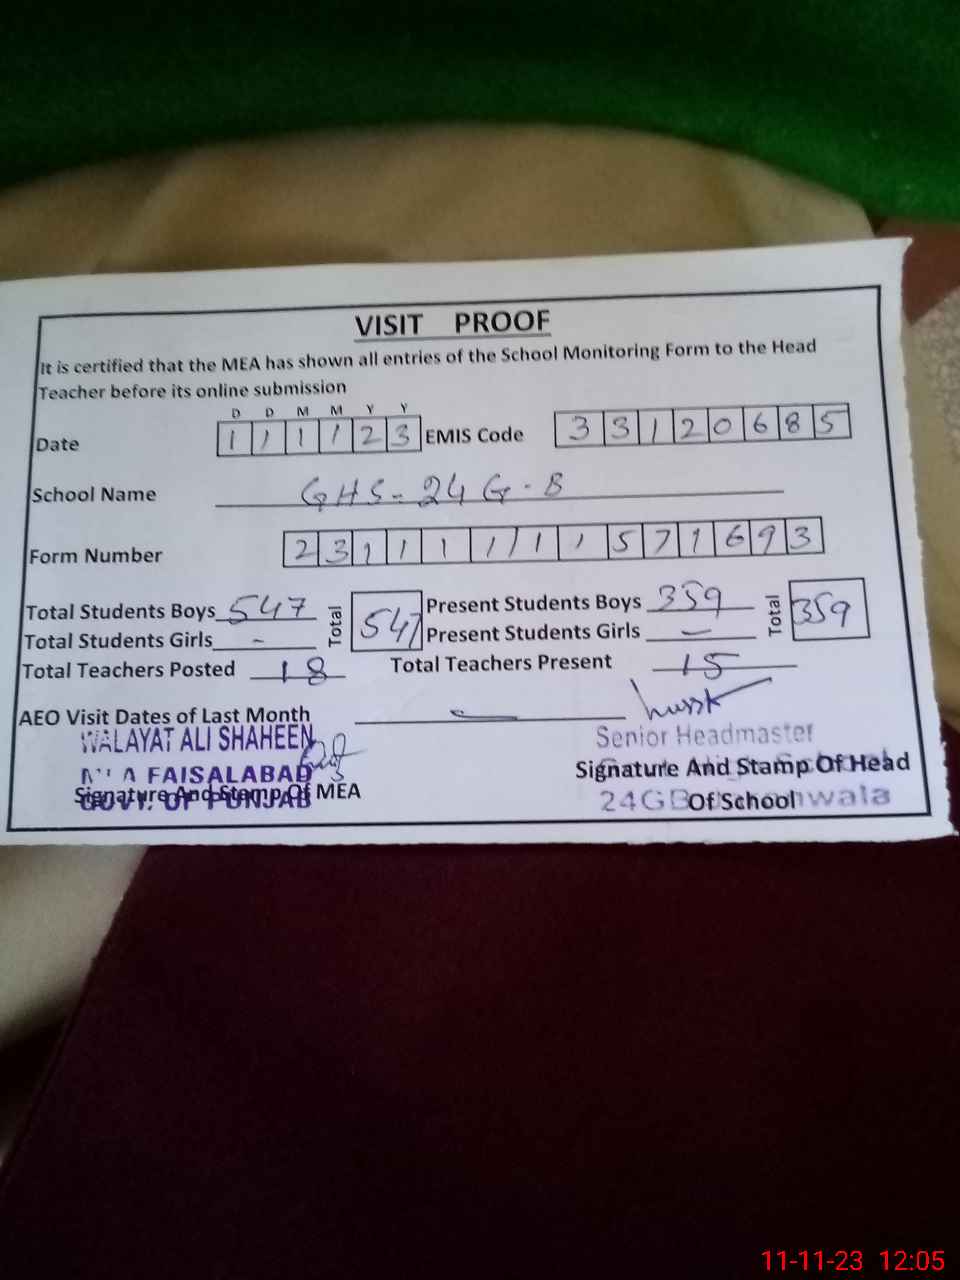 VISIT PROOF
It is certified that the MEA has shown all entries of the School Monitoring Form to the Head
Teacher before its online submission
D D M M Y Y
Date 1 1 1 1 2 3 EMIS Code 3 3 1 2 0 6 8 5
School Name GHS-24 G-B
Form Number 2 3 1 1 1 1 1 1 5 7 1 6 9 3
Total Students Boys 547 Total 547 Present Students Boys 359 Total 359
Total Students Girls - Present Students Girls -
Total Teachers Posted 18 Total Teachers Present 15
AEO Visit Dates of Last Month -
WALAYAT ALI SHAHEEN
Senior Headmaster
FAISALABAD
Signature And Stamp Of Head
Signature And Stamp Of MEA
GOVT. OF PUNJAB
24GB
Of School
11-11-23 12:05